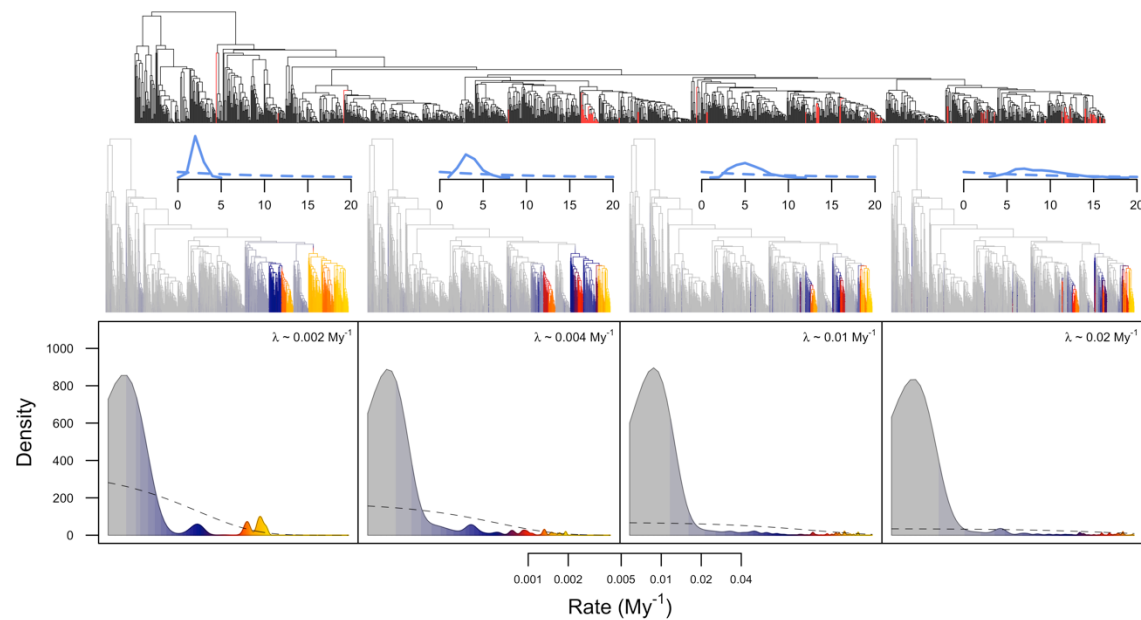 0 5 10 15 20
0 5 10 15 20
0 5 10 15 20
0 5 10 15 20
λ ~ 0.002 My⁻¹
λ ~ 0.004 My⁻¹
λ ~ 0.01 My⁻¹
λ ~ 0.02 My⁻¹
1000
800
600
400
200
0
Density
0.001 0.002 0.005 0.01 0.02 0.04
Rate (My⁻¹)